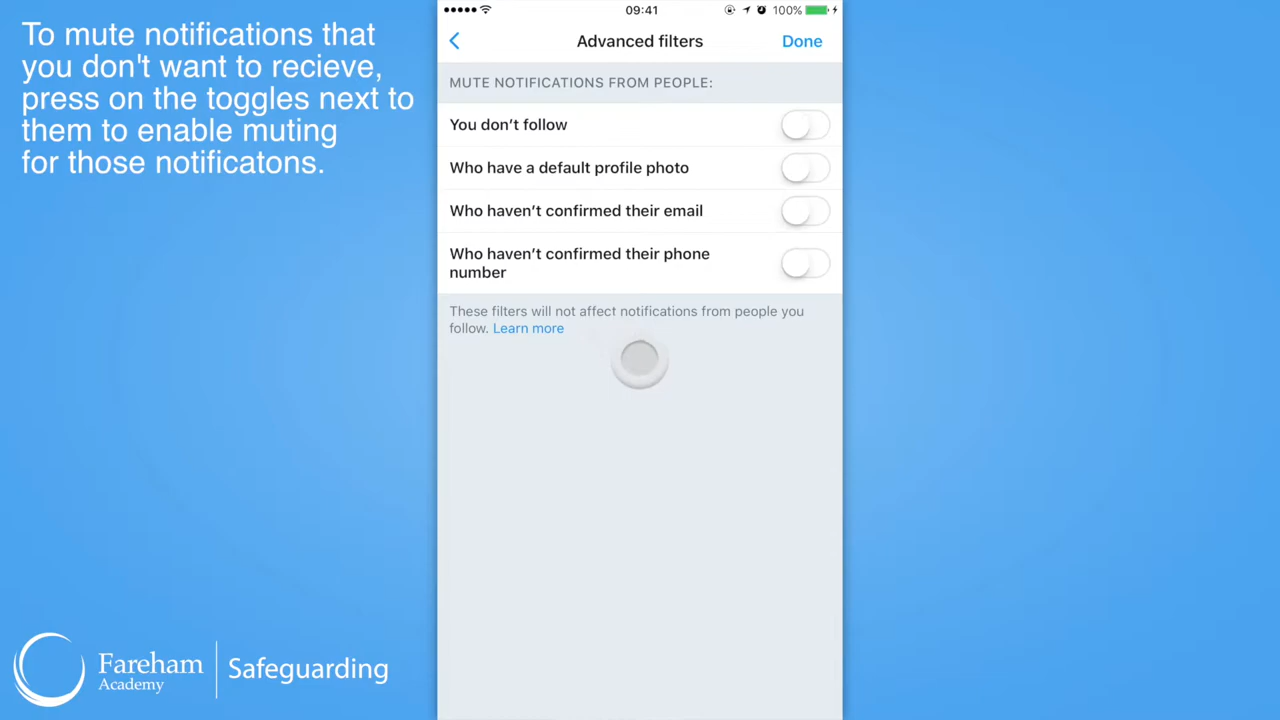 To mute notifications that
you don't want to recieve,
press on the toggles next to
them to enable muting
for those notificatons.
09:41
100%
Advanced filters
Done
MUTE NOTIFICATIONS FROM PEOPLE:
You don’t follow
Who have a default profile photo
Who haven’t confirmed their email
Who haven’t confirmed their phone
number
These filters will not affect notifications from people you
follow. Learn more
Fareham
Academy
Safeguarding